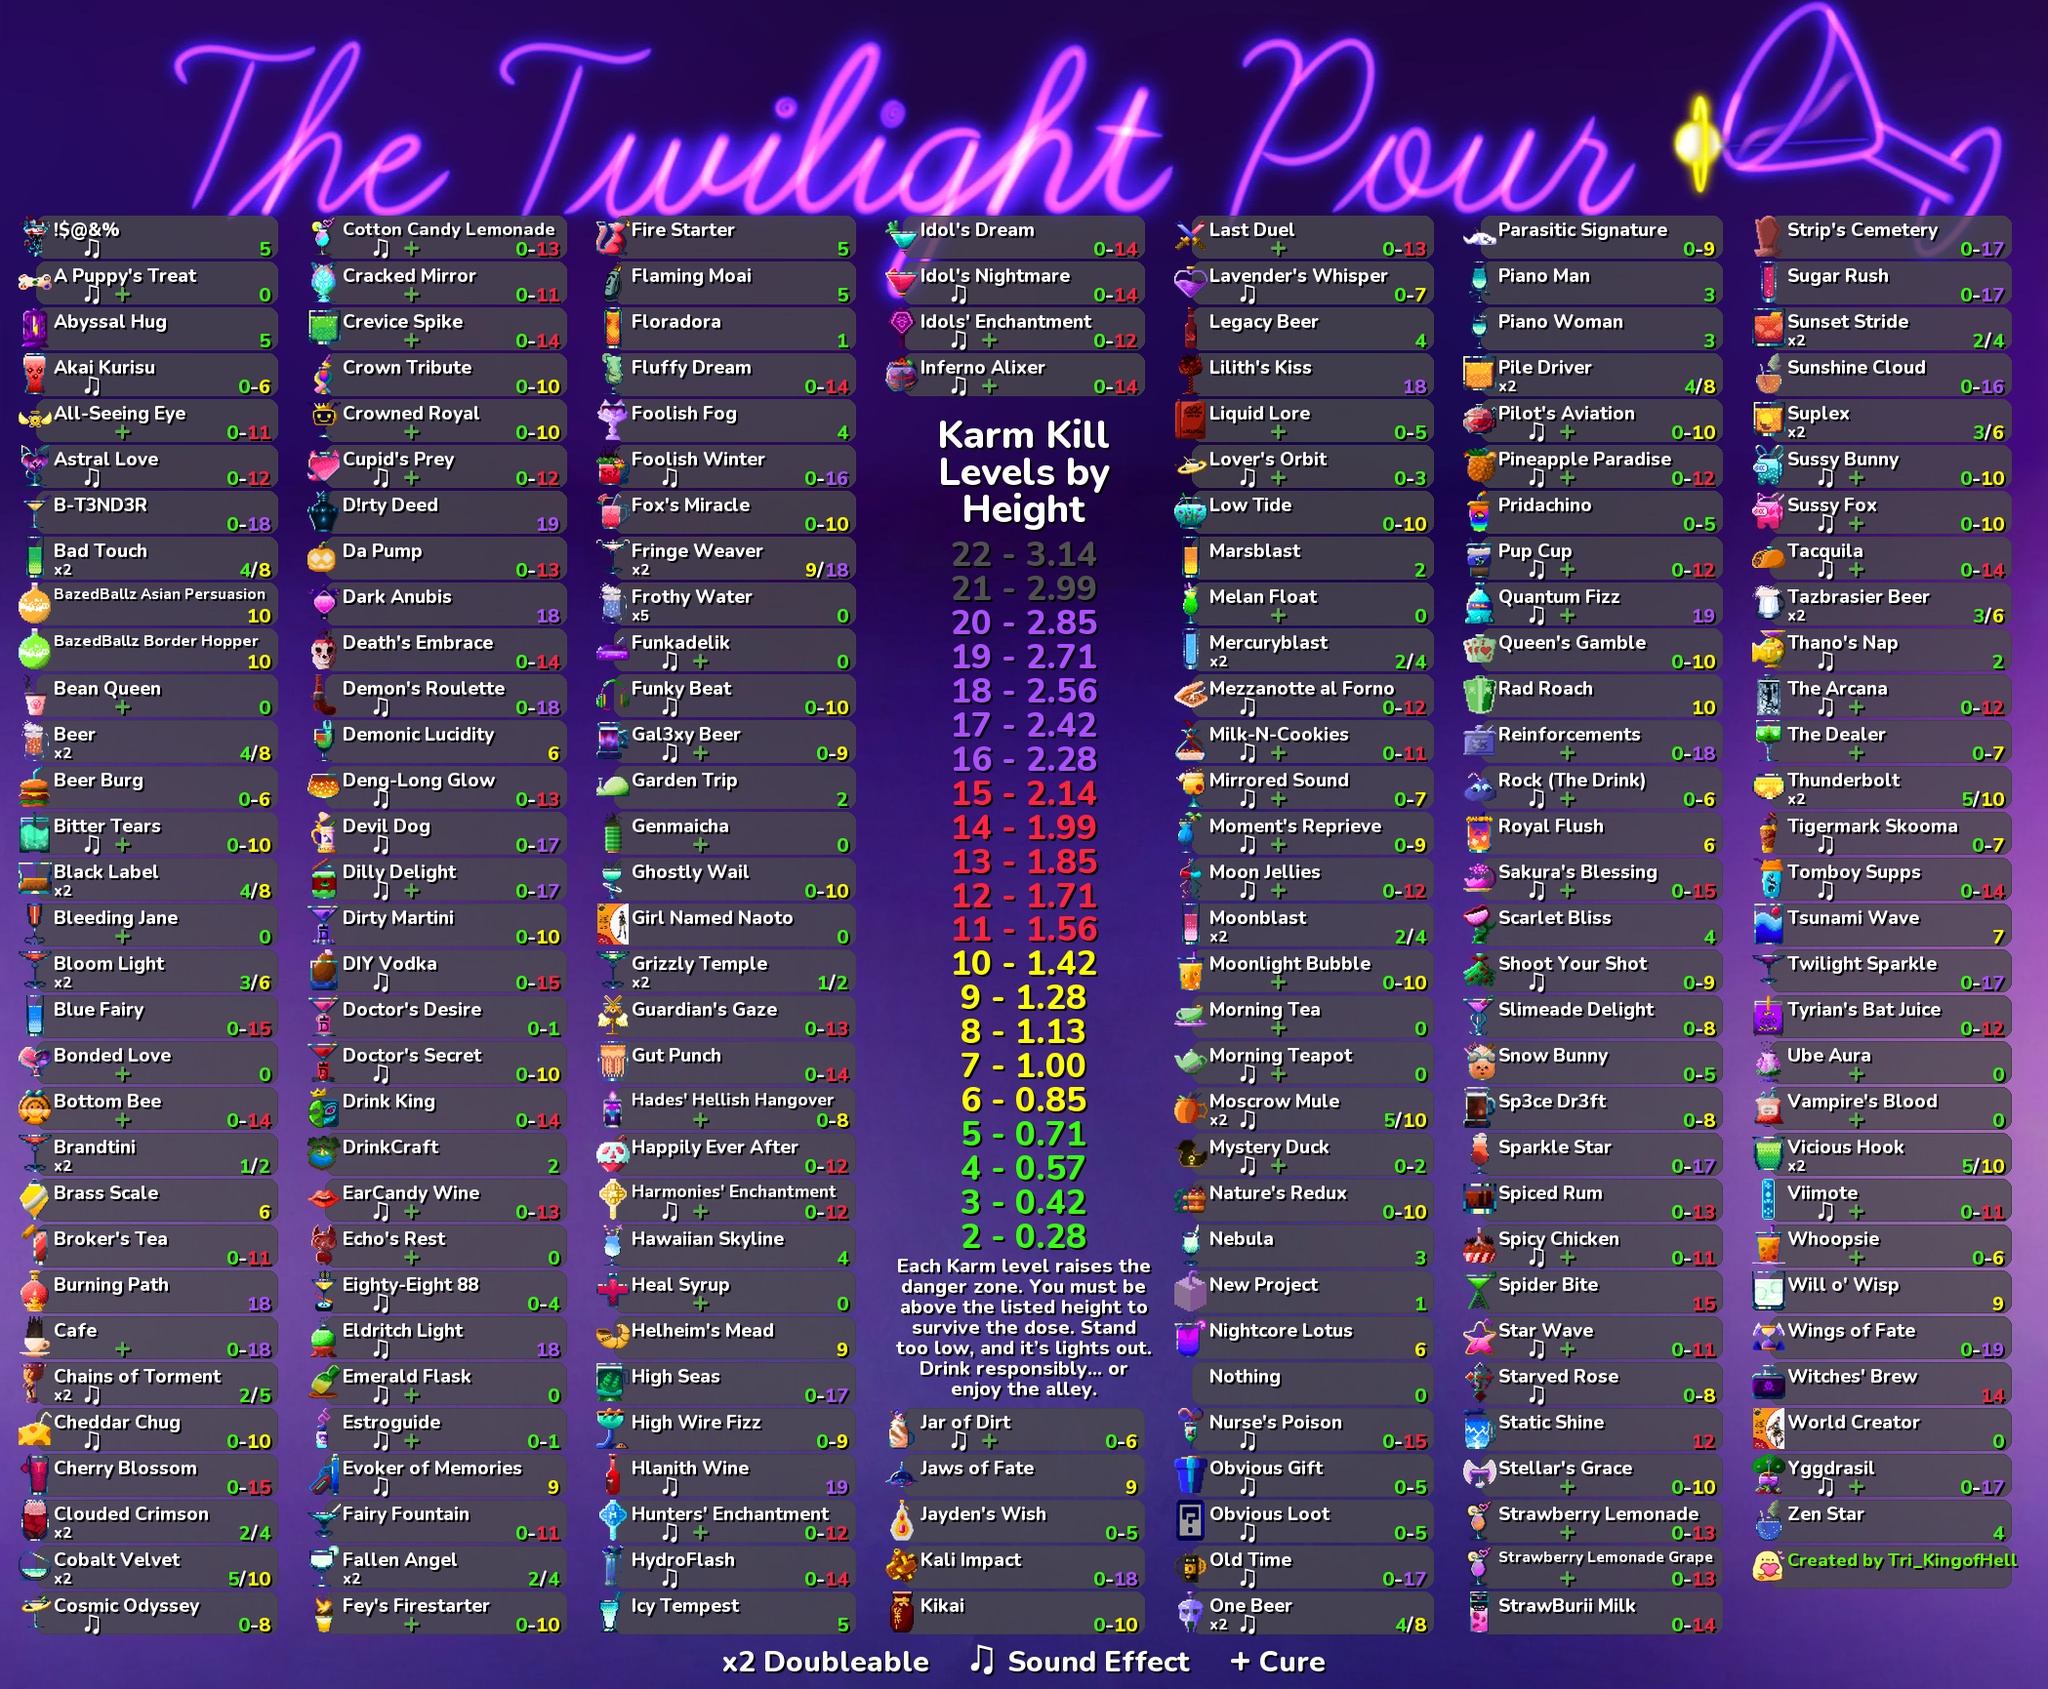 The Twilight Pour
!$@&%
♫
5
A Puppy's Treat
♫ +
0
Abyssal Hug
5
Akai Kurisu
♫
0-6
All-Seeing Eye
+
0-11
Astral Love
♫
0-12
B-T3ND3R
0-18
Bad Touch
x2
4/8
BazedBallz Asian Persuasion
10
BazedBallz Border Hopper
10
Bean Queen
+
0
Beer
x2
4/8
Beer Burg
0-6
Bitter Tears
♫ +
0-10
Black Label
x2
4/8
Bleeding Jane
+
0
Bloom Light
x2
3/6
Blue Fairy
0-15
Bonded Love
+
0
Bottom Bee
+
0-14
Brandtini
x2
1/2
Brass Scale
6
Broker's Tea
0-11
Burning Path
18
Cafe
+
0-18
Chains of Torment
x2 ♫
2/5
Cheddar Chug
♫
0-10
Cherry Blossom
0-15
Clouded Crimson
x2
2/4
Cobalt Velvet
x2
5/10
Cosmic Odyssey
♫
0-8
Cotton Candy Lemonade
♫ +
0-13
Cracked Mirror
+
0-11
Crevice Spike
+
0-14
Crown Tribute
0-10
Crowned Royal
+
0-10
Cupid's Prey
♫ +
0-12
D!rty Deed
19
Da Pump
0-13
Dark Anubis
18
Death's Embrace
0-14
Demon's Roulette
♫
0-18
Demonic Lucidity
6
Deng-Long Glow
♫
0-13
Devil Dog
♫
0-17
Dilly Delight
♫ +
0-17
Dirty Martini
0-10
DIY Vodka
♫
0-15
Doctor's Desire
0-1
Doctor's Secret
♫
0-10
Drink King
0-14
DrinkCraft
2
EarCandy Wine
♫ +
0-13
Echo's Rest
+
0
Eighty-Eight 88
♫
0-4
Eldritch Light
♫
18
Emerald Flask
♫ +
0
Estroguide
♫ +
0-1
Evoker of Memories
♫
9
Fairy Fountain
0-11
Fallen Angel
x2
2/4
Fey's Firestarter
+
0-10
Fire Starter
5
Flaming Moai
5
Floradora
1
Fluffy Dream
0-14
Foolish Fog
4
Foolish Winter
♫
0-16
Fox's Miracle
0-10
Fringe Weaver
x2
9/18
Frothy Water
x5
0
Funkadelik
♫ +
0
Funky Beat
♫
0-10
Gal3xy Beer
♫ +
0-9
Garden Trip
2
Genmaicha
+
0
Ghostly Wail
0-10
Girl Named Naoto
0
Grizzly Temple
x2
1/2
Guardian's Gaze
0-13
Gut Punch
0-14
Hades' Hellish Hangover
+
0-8
Happily Ever After
0-12
Harmonies' Enchantment
♫ +
0-12
Hawaiian Skyline
4
Heal Syrup
+
0
Helheim's Mead
9
High Seas
0-17
High Wire Fizz
0-9
Hlanith Wine
19
Hunters' Enchantment
♫ +
0-12
HydroFlash
♫
0-14
Icy Tempest
5
Idol's Dream
0-14
Idol's Nightmare
♫
0-14
Idols' Enchantment
♫ +
0-12
Inferno Alixer
♫ +
0-14
Karm Kill
Levels by
Height
22 - 3.14
21 - 2.99
20 - 2.85
19 - 2.71
18 - 2.56
17 - 2.42
16 - 2.28
15 - 2.14
14 - 1.99
13 - 1.85
12 - 1.71
11 - 1.56
10 - 1.42
9 - 1.28
8 - 1.13
7 - 1.00
6 - 0.85
5 - 0.71
4 - 0.57
3 - 0.42
2 - 0.28
Each Karm level raises the
danger zone. You must be
above the listed height to
survive the dose. Stand
too low, and it's lights out.
Drink responsibly... or
enjoy the alley.
Jar of Dirt
♫ +
0-6
Jaws of Fate
9
Jayden's Wish
0-5
Kali Impact
0-18
Kikai
0-10
Last Duel
+
0-13
Lavender's Whisper
♫
0-7
Legacy Beer
4
Lilith's Kiss
18
Liquid Lore
+
0-5
Lover's Orbit
♫ +
0-3
Low Tide
0-10
Marsblast
2
Melan Float
+
0
Mercuryblast
x2
2/4
Mezzanotte al Forno
♫
0-12
Milk-N-Cookies
♫ +
0-11
Mirrored Sound
♫ +
0-7
Moment's Reprieve
♫ +
0-9
Moon Jellies
♫ +
0-12
Moonblast
x2
2/4
Moonlight Bubble
+
0-10
Morning Tea
+
0
Morning Teapot
♫ +
0
Moscrow Mule
x2 ♫
5/10
Mystery Duck
♫ +
0-2
Nature's Redux
0-10
Nebula
3
New Project
1
Nightcore Lotus
6
Nothing
0
Nurse's Poison
♫
0-15
Obvious Gift
♫
0-5
Obvious Loot
♫
0-5
Old Time
♫
0-17
One Beer
x2 ♫
4/8
Parasitic Signature
0-9
Piano Man
3
Piano Woman
3
Pile Driver
x2
4/8
Pilot's Aviation
♫ +
0-10
Pineapple Paradise
♫ +
0-12
Pridachino
0-5
Pup Cup
♫ +
0-12
Quantum Fizz
♫ +
19
Queen's Gamble
0-10
Rad Roach
10
Reinforcements
+
0-18
Rock (The Drink)
♫ +
0-6
Royal Flush
6
Sakura's Blessing
♫ +
0-15
Scarlet Bliss
4
Shoot Your Shot
♫
0-9
Slimeade Delight
0-8
Snow Bunny
0-5
Sp3ce Dr3ft
0-8
Sparkle Star
0-17
Spiced Rum
0-13
Spicy Chicken
♫ +
0-11
Spider Bite
15
Star Wave
♫ +
0-11
Starved Rose
♫
0-8
Static Shine
12
Stellar's Grace
+
0-10
Strawberry Lemonade
+
0-13
Strawberry Lemonade Grape
+
0-13
StrawBurii Milk
0-14
Strip's Cemetery
0-17
Sugar Rush
0-17
Sunset Stride
x2
2/4
Sunshine Cloud
0-16
Suplex
x2
3/6
Sussy Bunny
♫ +
0-10
Sussy Fox
♫ +
0-10
Tacquila
♫ +
0-14
Tazbrasier Beer
x2
3/6
Thano's Nap
♫
2
The Arcana
♫ +
0-12
The Dealer
+
0-7
Thunderbolt
x2
5/10
Tigermark Skooma
♫
0-7
Tomboy Supps
♫
0-14
Tsunami Wave
7
Twilight Sparkle
0-17
Tyrian's Bat Juice
0-12
Ube Aura
+
0
Vampire's Blood
+
0
Vicious Hook
x2
5/10
Viimote
♫ +
0-11
Whoopsie
+
0-6
Will o' Wisp
9
Wings of Fate
0-19
Witches' Brew
14
World Creator
0
Yggdrasil
♫ +
0-17
Zen Star
4
Created by Tri_KingofHell
x2 Doubleable ♫ Sound Effect + Cure